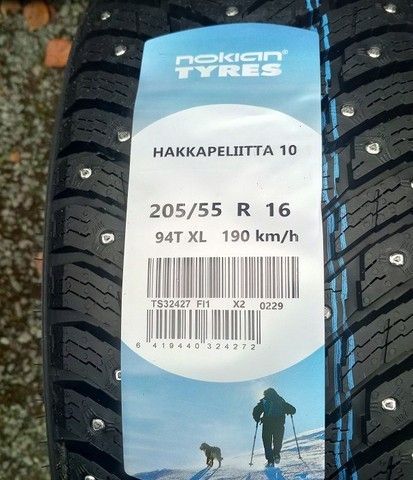 nokian®
TYRES
HAKKAPELIITTA 10
205/55 R 16
94T XL 190 km/h
TS32427 FI1 X2 0229
6 419440 324272